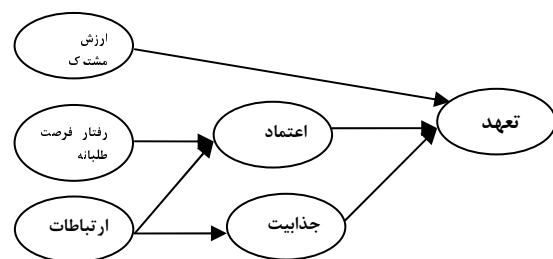 ارزش
مشترک
تعهد
رفتار فرصت
طلبانه
اعتماد
ارتباطات
جذابیت